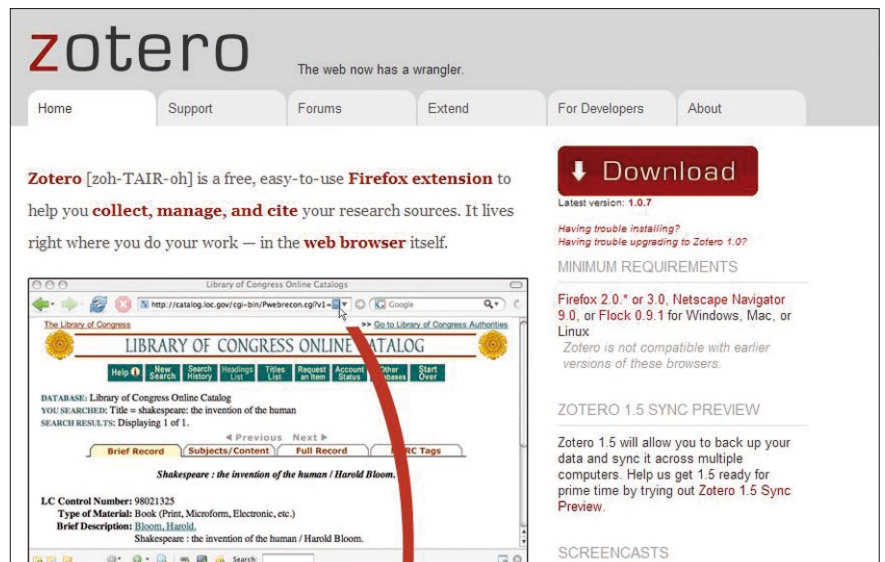 zotero
The web now has a wrangler.
Home Support Forums Extend For Developers About
Zotero [zoh-TAIR-oh] is a free, easy-to-use Firefox extension to
help you collect, manage, and cite your research sources. It lives
right where you do your work — in the web browser itself.
Library of Congress Online Catalogs
http://catalog.loc.gov/cgi-bin/Pwebrecon.cgi?v1=
Google
The Library of Congress
>> Go to Library of Congress Authorities
LIBRARY OF CONGRESS ONLINE CATALOG
Help
New Search
Search History
Headings List
Titles List
Request an Item
Account Status
Other
Start Over
DATABASE: Library of Congress Online Catalog
YOU SEARCHED: Title = shakespeare: the invention of the human
SEARCH RESULTS: Displaying 1 of 1.
Previous Next
Brief Record Subjects/Content Full Record Tags
Shakespeare : the invention of the human / Harold Bloom.
LC Control Number: 98021325
Type of Material: Book (Print, Microform, Electronic, etc.)
Brief Description: Bloom, Harold.
Shakespeare : the invention of the human / Harold Bloom.
Search:
Download
Latest version: 1.0.7
Having trouble installing?
Having trouble upgrading to Zotero 1.0?
MINIMUM REQUIREMENTS
Firefox 2.0.* or 3.0, Netscape Navigator
9.0, or Flock 0.9.1 for Windows, Mac, or
Linux
Zotero is not compatible with earlier
versions of these browsers.
ZOTERO 1.5 SYNC PREVIEW
Zotero 1.5 will allow you to back up your
data and sync it across multiple
computers. Help us get 1.5 ready for
prime time by trying out Zotero 1.5 Sync
Preview.
SCREENCASTS